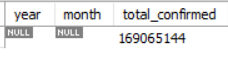 year month total_confirmed
NULL NULL 169065144